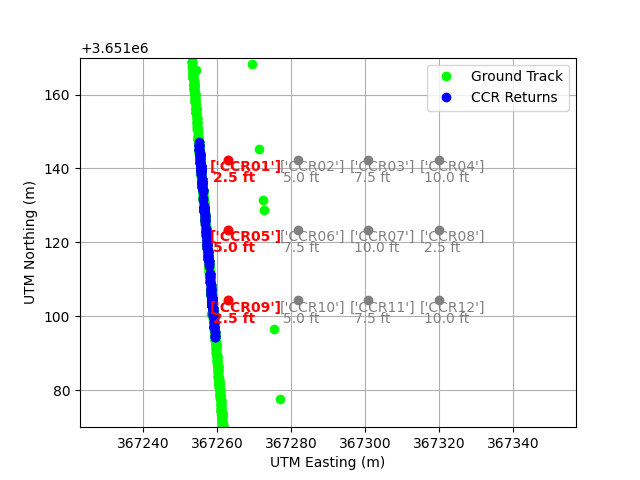 +3.651e6
Ground Track
CCR Returns
160
140
120
100
80
['CCR01'] ['CCR02'] ['CCR03'] ['CCR04']
2.5 ft 5.0 ft 7.5 ft 10.0 ft
['CCR05'] ['CCR06'] ['CCR07'] ['CCR08']
5.0 ft 7.5 ft 10.0 ft 2.5 ft
['CCR09'] ['CCR10'] ['CCR11'] ['CCR12']
2.5 ft 5.0 ft 7.5 ft 10.0 ft
367240 367260 367280 367300 367320 367340
UTM Easting (m)
UTM Northing (m)